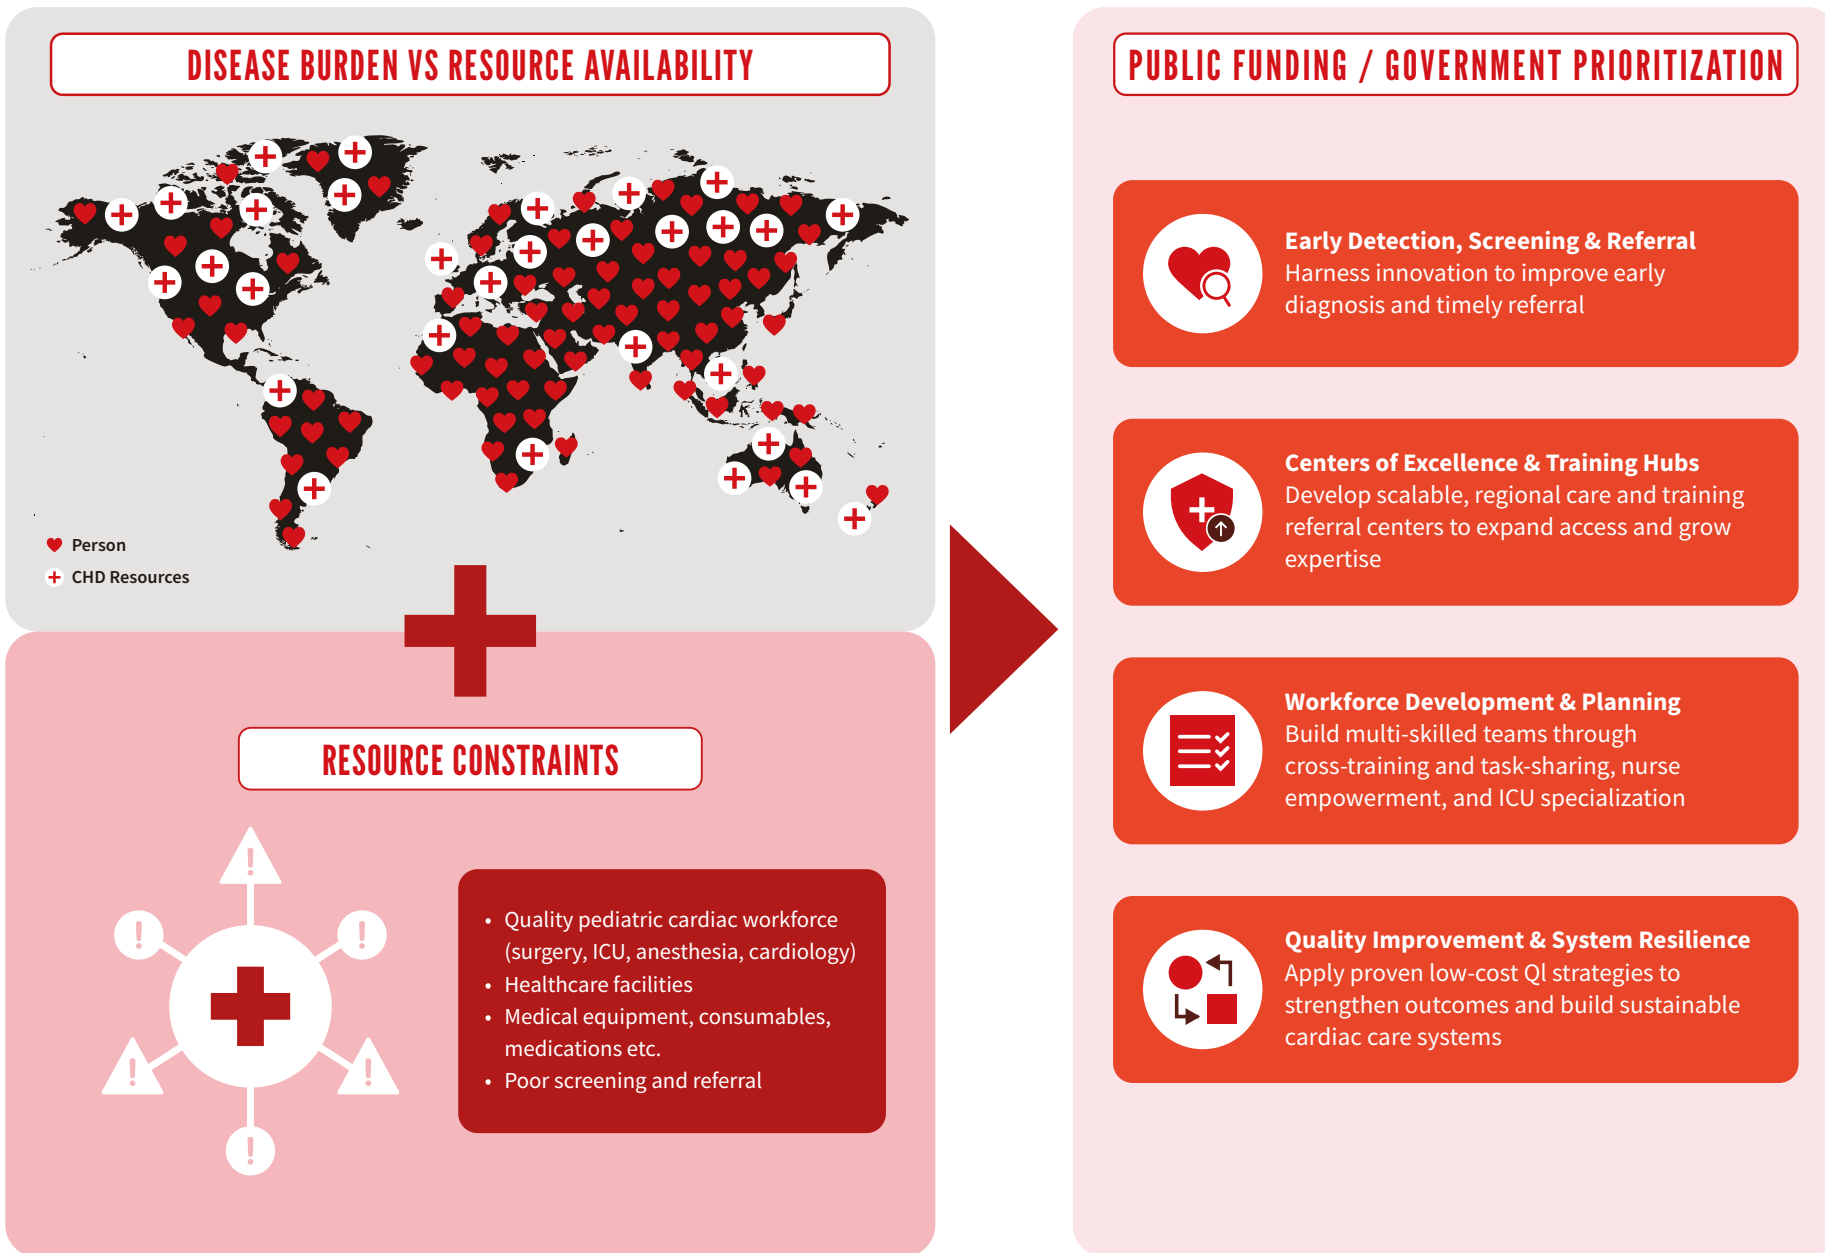 DISEASE BURDEN VS RESOURCE AVAILABILITY
Person
CHD Resources
RESOURCE CONSTRAINTS
• Quality pediatric cardiac workforce
(surgery, ICU, anesthesia, cardiology)
• Healthcare facilities
• Medical equipment, consumables,
medications etc.
• Poor screening and referral
PUBLIC FUNDING / GOVERNMENT PRIORITIZATION
Early Detection, Screening & Referral
Harness innovation to improve early
diagnosis and timely referral
Centers of Excellence & Training Hubs
Develop scalable, regional care and training
referral centers to expand access and grow
expertise
Workforce Development & Planning
Build multi-skilled teams through
cross-training and task-sharing, nurse
empowerment, and ICU specialization
Quality Improvement & System Resilience
Apply proven low-cost Ql strategies to
strengthen outcomes and build sustainable
cardiac care systems